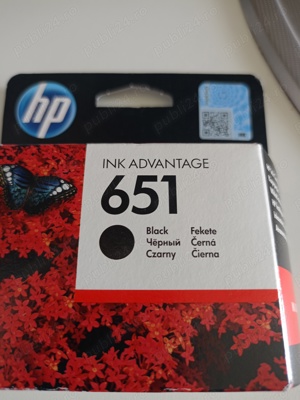 hp
INK ADVANTAGE
651
Black Fekete
Чёрный Černá
Czarny Čierna